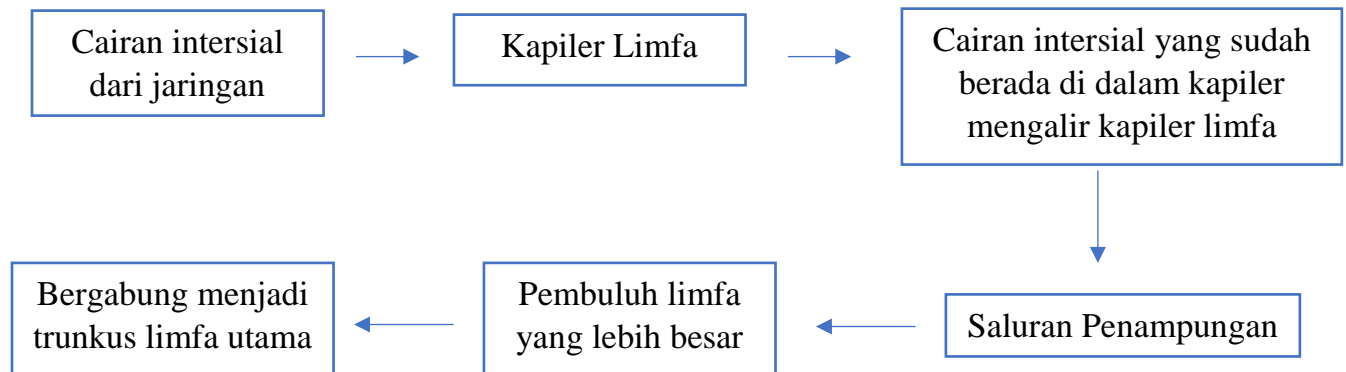 Cairan intersial
dari jaringan
Kapiler Limfa
Cairan intersial yang sudah
berada di dalam kapiler
mengalir kapiler limfa
Saluran Penampungan
Pembuluh limfa
yang lebih besar
Bergabung menjadi
trunkus limfa utama